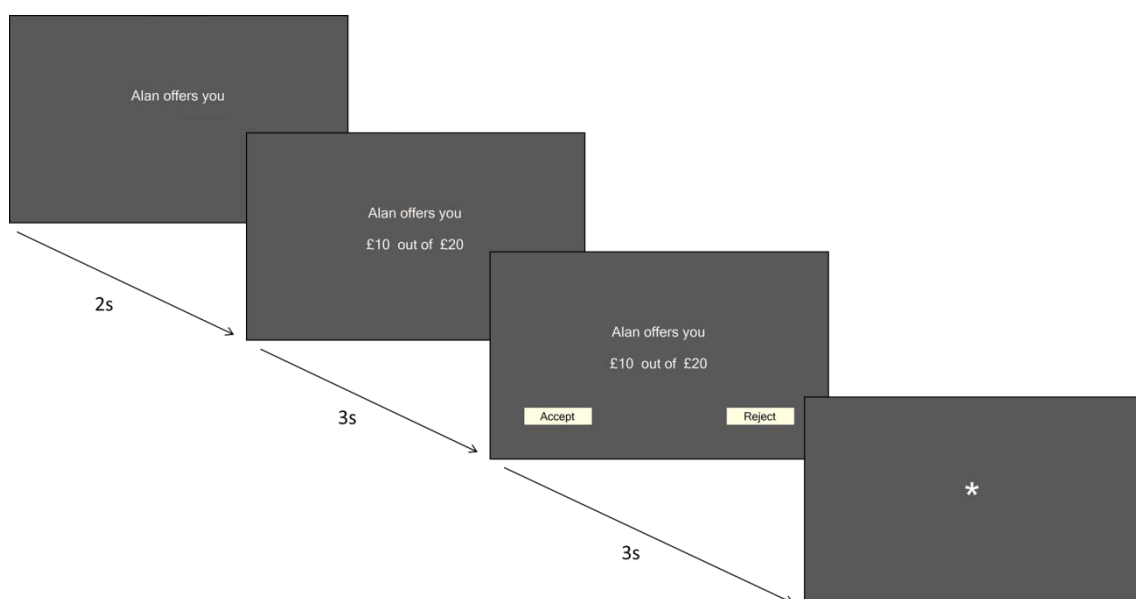 Alan offers you
Alan offers you
£10 out of £20
2s
Alan offers you
£10 out of £20
Accept Reject
3s
*
3s